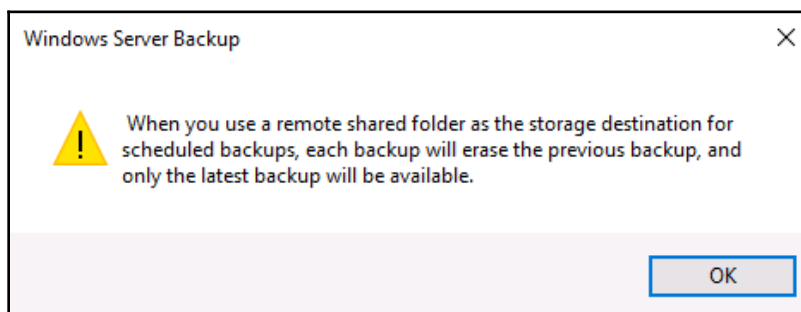 Windows Server Backup
When you use a remote shared folder as the storage destination for
scheduled backups, each backup will erase the previous backup, and
only the latest backup will be available.
OK